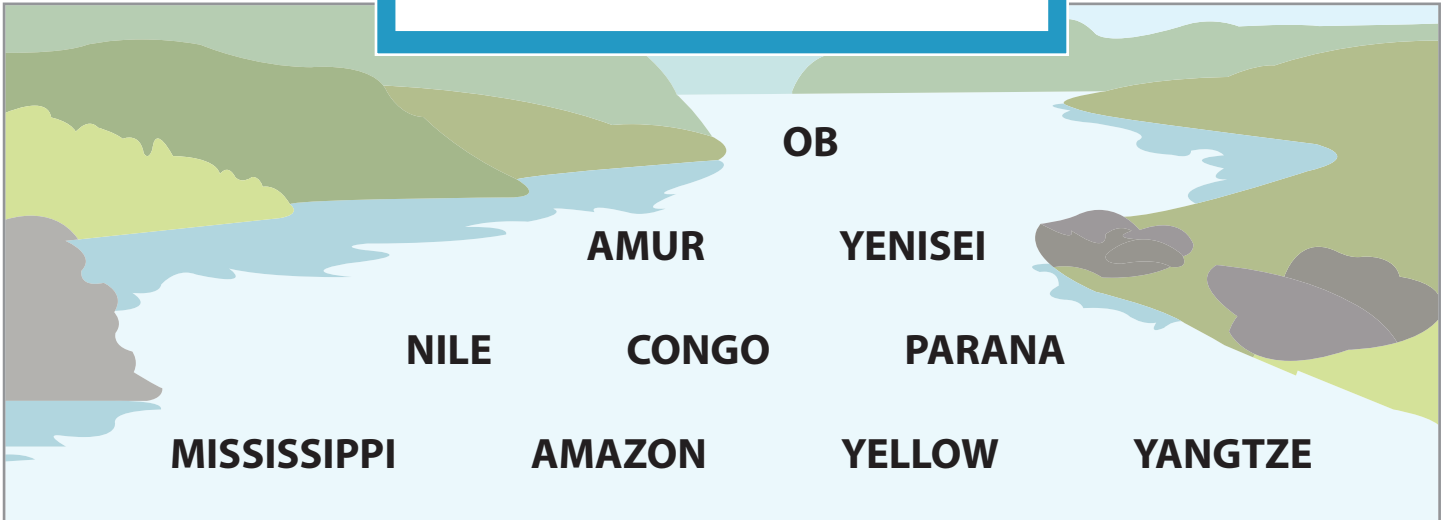 OB
AMUR YENISEI
NILE CONGO PARANA
MISSISSIPPI AMAZON YELLOW YANGTZE